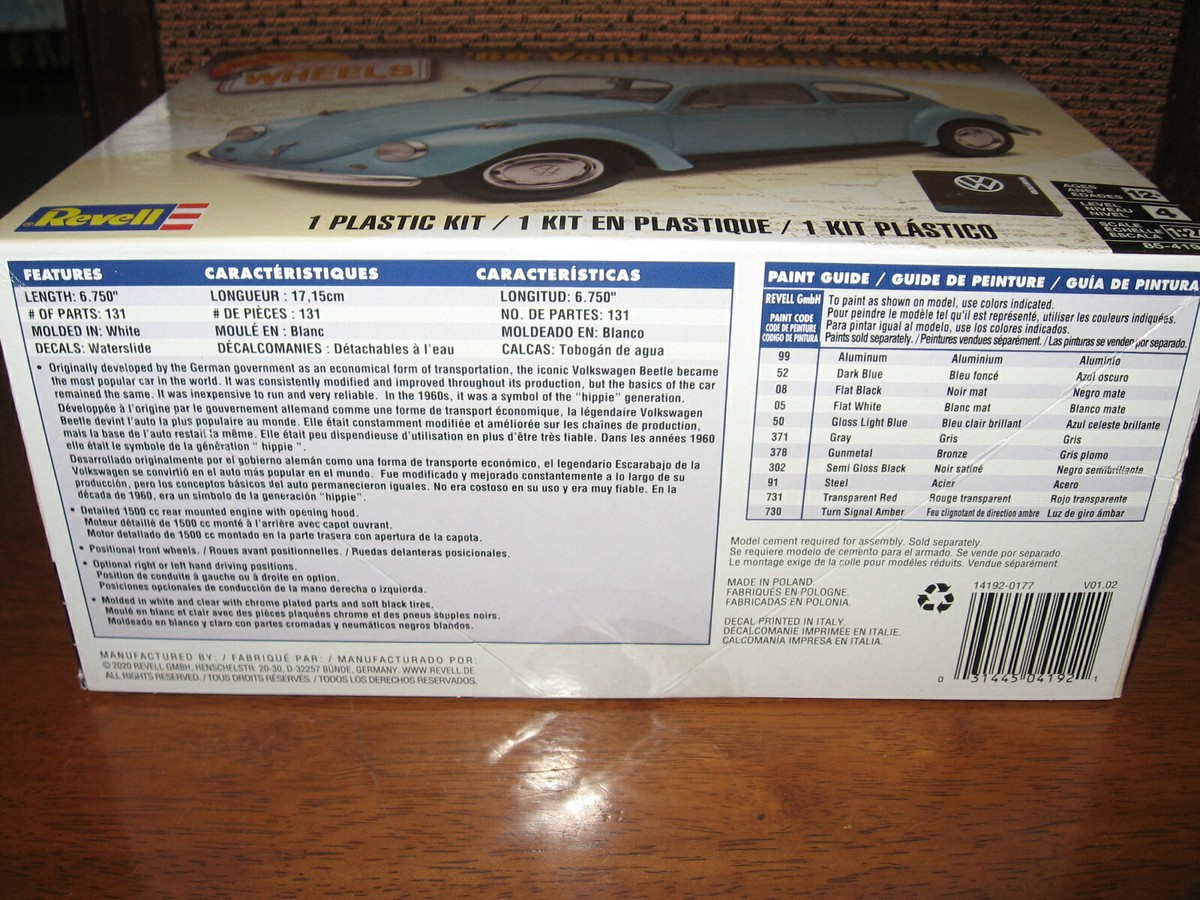 WHEELS
Volkswagen Beetle
Revell
1 PLASTIC KIT / 1 KIT EN PLASTIQUE / 1 KIT PLÁSTICO
AGES
ANS
EDADES
12+
LEVEL
NIVEAU
NIVEL
4
ESCALA
FEATURES CARACTÉRISTIQUES CARACTERÍSTICAS
LENGTH: 6.750" LONGUEUR : 17,15cm LONGITUD: 6.750"
# OF PARTS: 131 # DE PIÈCES : 131 NO. DE PARTES: 131
MOLDED IN: White MOULÉ EN : Blanc MOLDEADO EN: Blanco
DECALS: Waterslide DÉCALCOMANIES : Détachables à l'eau CALCAS: Tobogán de agua
• Originally developed by the German government as an economical form of transportation, the iconic Volkswagen Beetle became
the most popular car in the world. It was consistently modified and improved throughout its production, but the basics of the car
remained the same. It was inexpensive to run and very reliable. In the 1960s, it was a symbol of the "hippie" generation.
Développée à l'origine par le gouvernement allemand comme une forme de transport économique, la légendaire Volkswagen
Beetle devint l'auto la plus populaire au monde. Elle était constamment modifiée et améliorée sur les chaînes de production,
mais la base de l'auto restait la même. Elle était peu dispendieuse d'utilisation en plus d'être très fiable. Dans les années 1960
elle était le symbole de la génération " hippie ".
Desarrollado originalmente por el gobierno alemán como una forma de transporte económico, el legendario Escarabajo de la
Volkswagen se convirtió en el auto más popular en el mundo. Fue modificado y mejorado constantemente a lo largo de su
producción, pero los conceptos básicos del auto permanecieron iguales. No era costoso en su uso y era muy fiable. En la
década de 1960, era un símbolo de la generación "hippie".
• Detailed 1500 cc rear mounted engine with opening hood.
Moteur détaillé de 1500 cc monté à l'arrière avec capot ouvrant.
Motor detallado de 1500 cc montado en la parte trasera con apertura de la capota.
• Positional front wheels. / Roues avant positionnelles. / Ruedas delanteras posicionales.
• Optional right or left hand driving positions.
Position de conduite à gauche ou à droite en option.
Posiciones opcionales de conducción de la mano derecha o izquierda.
• Molded in white and clear with chrome plated parts and soft black tires.
Moulé en blanc et clair avec des pièces plaquées chrome et des pneus souples noirs.
Moldeado en blanco y claro con partes cromadas y neumáticos negros blandos.
MANUFACTURED BY: / FABRIQUÉ PAR: / MANUFACTURADO POR:
© 2020 REVELL GMBH, HENSCHELSTR. 20-30, D-32257 BÜNDE, GERMANY. WWW.REVELL.DE
ALL RIGHTS RESERVED. / TOUS DROITS RÉSERVÉS. / TODOS LOS DERECHOS RESERVADOS.
PAINT GUIDE / GUIDE DE PEINTURE / GUÍA DE PINTURA
REVELL GmbH
PAINT CODE
CODE DE PEINTURE
CODIGO DE PINTURA
To paint as shown on model, use colors indicated.
Pour peindre le modèle tel qu'il est représenté, utiliser les couleurs indiquées.
Para pintar igual al modelo, use los colores indicados.
Paints sold separately. / Peintures vendues séparément. / Las pinturas se venden por separado.
99 Aluminum Aluminium Aluminio
52 Dark Blue Bleu foncé Azul oscuro
08 Flat Black Noir mat Negro mate
05 Flat White Blanc mat Blanco mate
50 Gloss Light Blue Bleu clair brillant Azul celeste brillante
371 Gray Gris Gris
378 Gunmetal Bronze Gris plomo
302 Semi Gloss Black Noir satiné Negro semibrillante
91 Steel Acier Acero
731 Transparent Red Rouge transparent Rojo transparente
730 Turn Signal Amber Feu clignotant de direction ambre Luz de giro ámbar
Model cement required for assembly. Sold separately.
Se requiere modelo de cemento para el armado. Se vende por separado.
Le montage exige de la colle pour modèles réduits. Vendue séparément.
MADE IN POLAND.
FABRIQUÉS EN POLOGNE.
FABRICADAS EN POLONIA.
DECAL PRINTED IN ITALY.
DÉCALCOMANIE IMPRIMÉE EN ITALIE.
CALCOMANÍA IMPRESA EN ITALIA.
14192-0177 V01.02
0 31445 04192 1